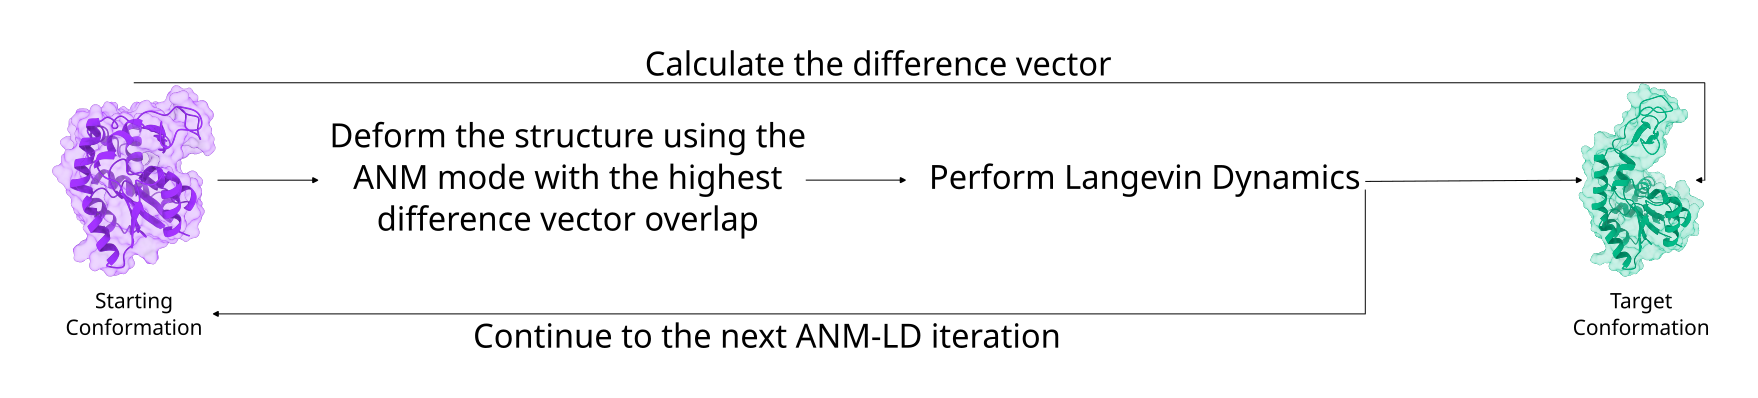 Calculate the difference vector
Deform the structure using the
ANM mode with the highest
difference vector overlap
Perform Langevin Dynamics
Starting
Conformation
Target
Conformation
Continue to the next ANM-LD iteration